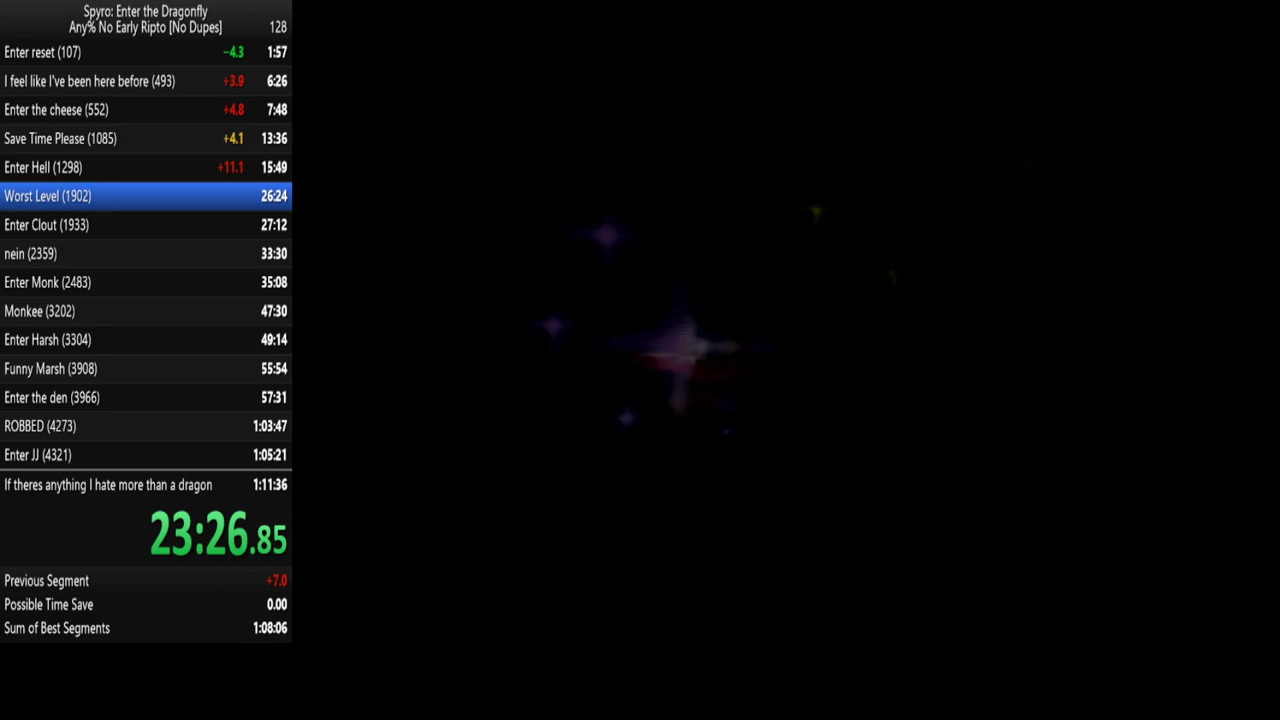 Spyro: Enter the Dragonfly
Any% No Early Ripto [No Dupes] 128
Enter reset (107) −4.3 1:57
I feel like I've been here before (493) +3.9 6:26
Enter the cheese (552) +4.8 7:48
Save Time Please (1085) +4.1 13:36
Enter Hell (1298) +11.1 15:49
Worst Level (1902) 26:24
Enter Clout (1933) 27:12
nein (2359) 33:30
Enter Monk (2483) 35:08
Monkee (3202) 47:30
Enter Harsh (3304) 49:14
Funny Marsh (3908) 55:54
Enter the den (3966) 57:31
ROBBED (4273) 1:03:47
Enter JJ (4321) 1:05:21
If theres anything I hate more than a dragon 1:11:36
23:26.85
Previous Segment +7.0
Possible Time Save 0.00
Sum of Best Segments 1:08:06